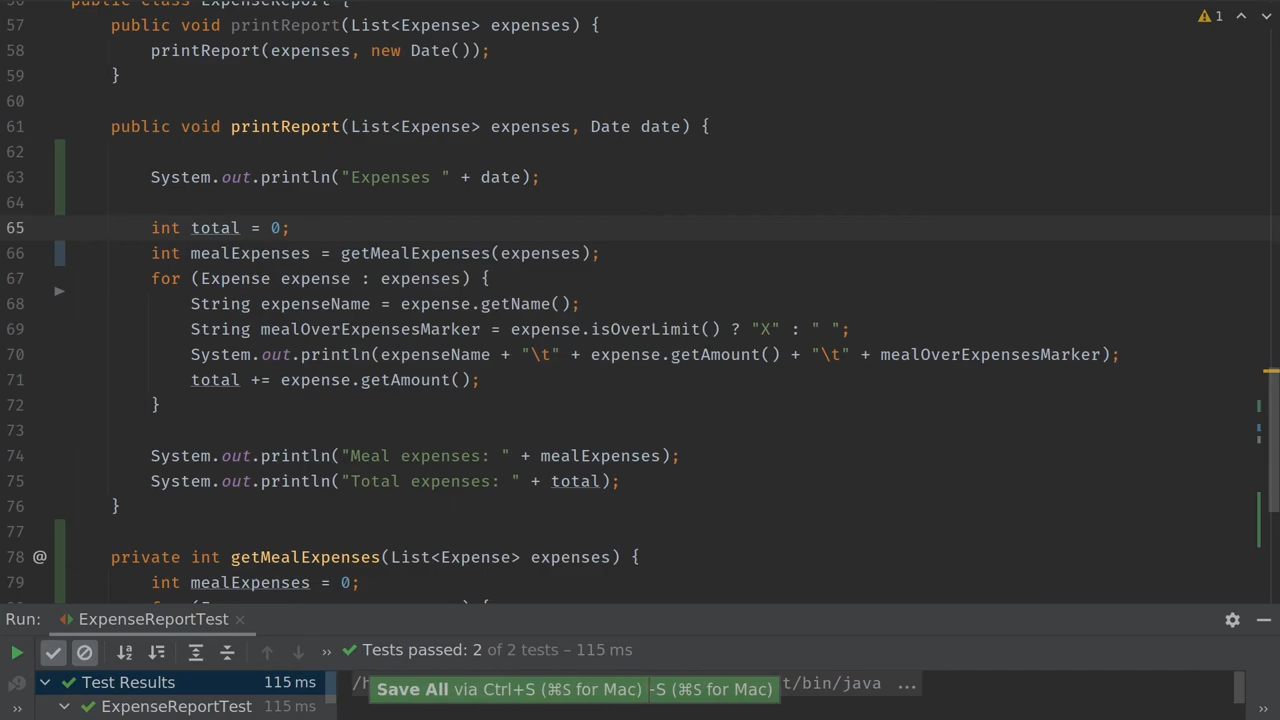 56 public class ExpenseReport {
57 public void printReport(List<Expense> expenses) {
58 printReport(expenses, new Date());
59 }
60
61 public void printReport(List<Expense> expenses, Date date) {
62
63 System.out.println("Expenses " + date);
64
65 int total = 0;
66 int mealExpenses = getMealExpenses(expenses);
67 for (Expense expense : expenses) {
68 String expenseName = expense.getName();
69 String mealOverExpensesMarker = expense.isOverLimit() ? "X" : " ";
70 System.out.println(expenseName + "\t" + expense.getAmount() + "\t" + mealOverExpensesMarker);
71 total += expense.getAmount();
72 }
73
74 System.out.println("Meal expenses: " + mealExpenses);
75 System.out.println("Total expenses: " + total);
76 }
77
78 @ private int getMealExpenses(List<Expense> expenses) {
79 int mealExpenses = 0;
1
Run: ExpenseReportTest ×
» Tests passed: 2 of 2 tests – 115 ms
Test Results 115 ms
ExpenseReportTest 115 ms
/h
Save All via Ctrl+S (⌘S for Mac) -S (⌘S for Mac)
t/bin/java ...
» »